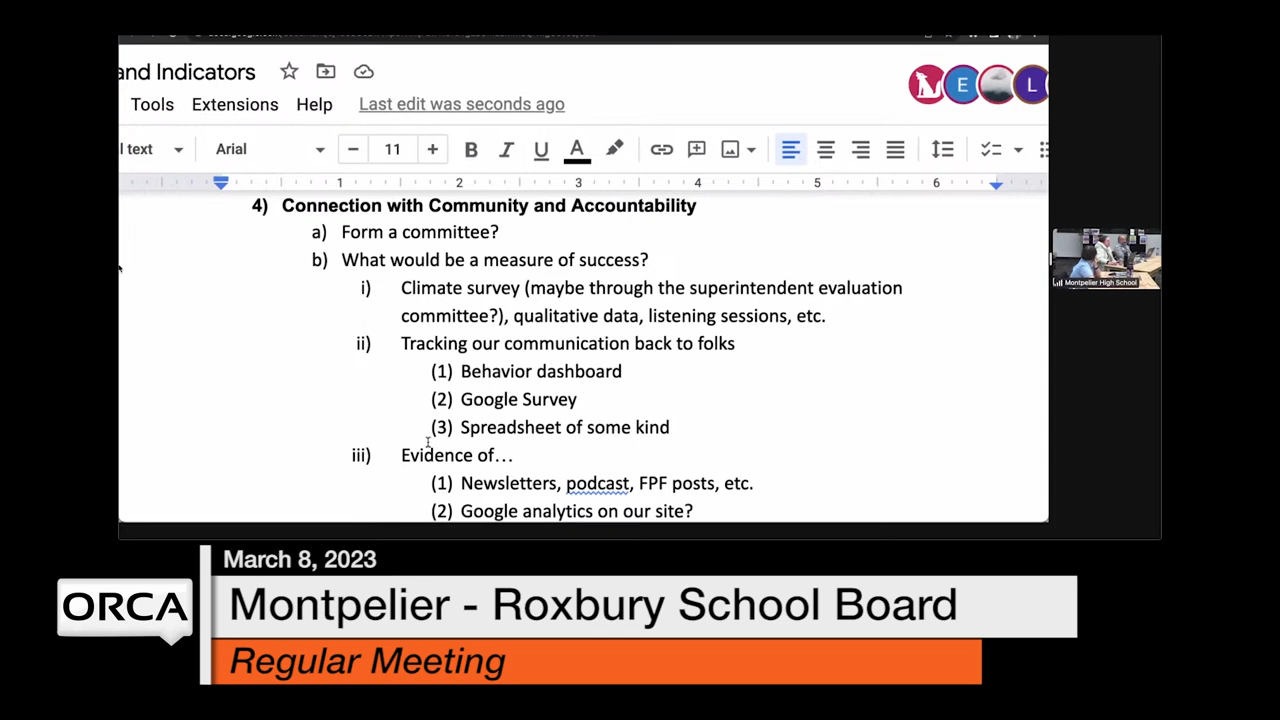 and Indicators
E
L
Tools Extensions Help Last edit was seconds ago
l text Arial 11 B I U A
1 2 3 4 5 6
4) Connection with Community and Accountability
a) Form a committee?
b) What would be a measure of success?
i) Climate survey (maybe through the superintendent evaluation
committee?), qualitative data, listening sessions, etc.
ii) Tracking our communication back to folks
(1) Behavior dashboard
(2) Google Survey
(3) Spreadsheet of some kind
iii) Evidence of...
(1) Newsletters, podcast, FPF posts, etc.
(2) Google analytics on our site?
Montpelier High School
March 8, 2023
ORCA
Montpelier - Roxbury School Board
Regular Meeting